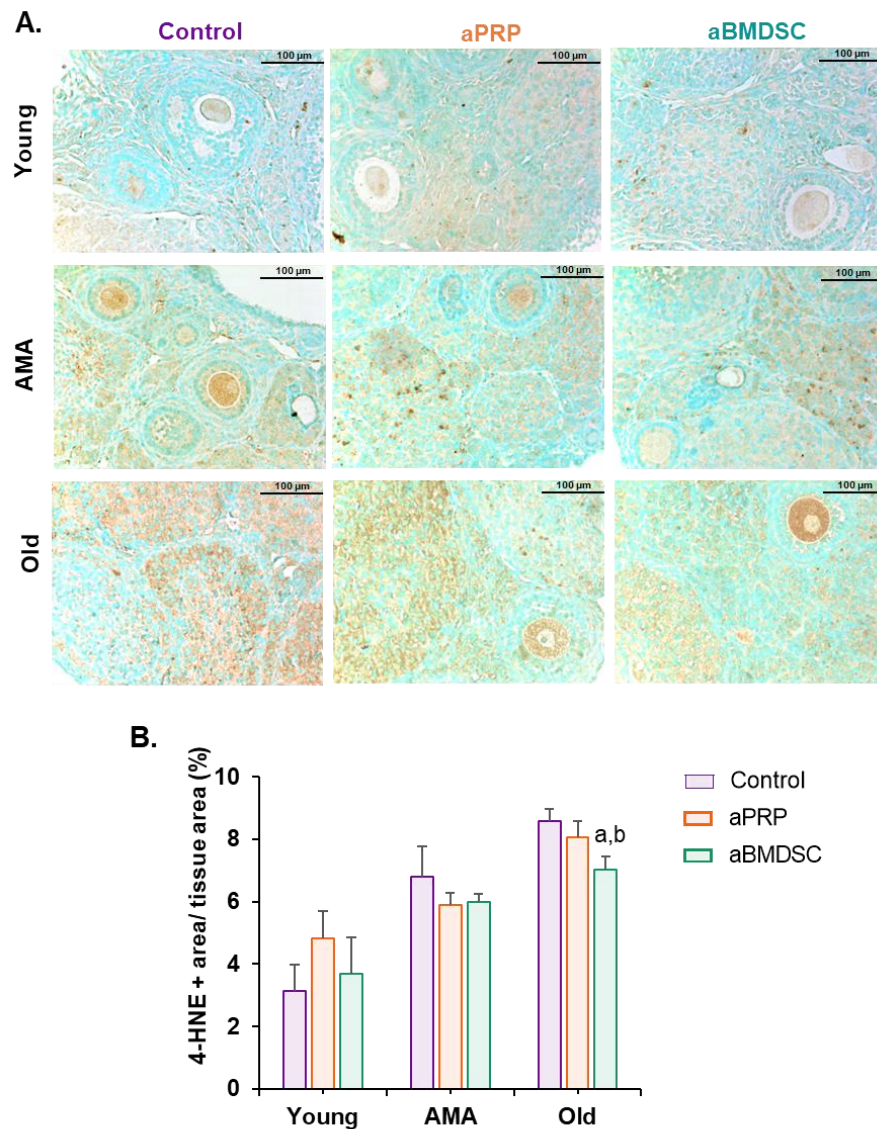 A.
Control aPRP aBMDSC
Young
100 µm 100 µm 100 µm
AMA
100 µm 100 µm 100 µm
Old
100 µm 100 µm 100 µm
B.
4-HNE + area/ tissue area (%)
10
8
6
4
2
0
a,b
Young AMA Old
Control
aPRP
aBMDSC